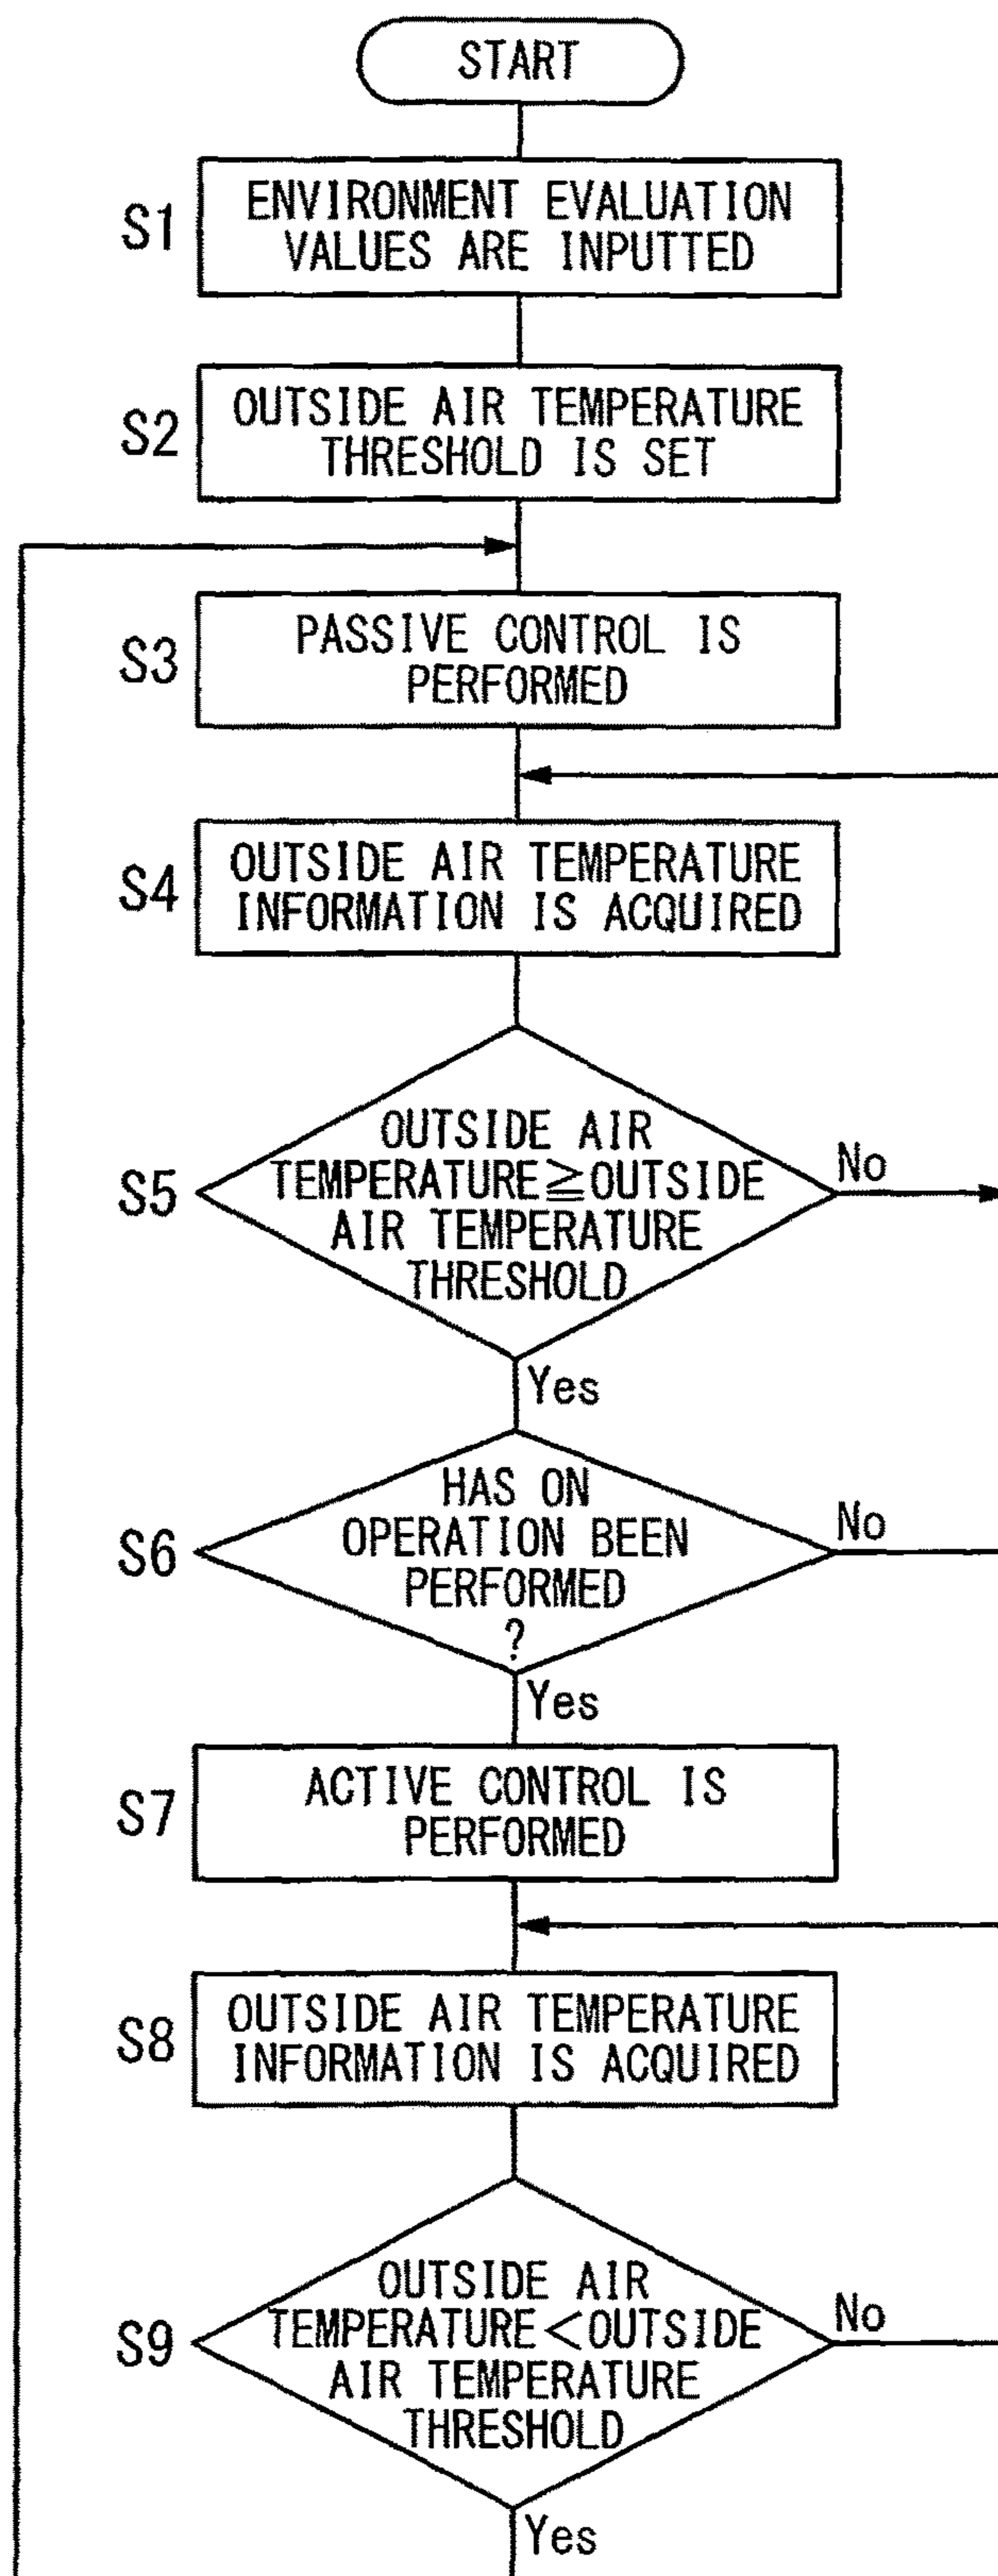 START
S1
ENVIRONMENT EVALUATION
VALUES ARE INPUTTED
S2
OUTSIDE AIR TEMPERATURE
THRESHOLD IS SET
S3
PASSIVE CONTROL IS
PERFORMED
S4
OUTSIDE AIR TEMPERATURE
INFORMATION IS ACQUIRED
S5
OUTSIDE AIR
TEMPERATURE≧OUTSIDE
AIR TEMPERATURE
THRESHOLD
No
Yes
S6
HAS ON
OPERATION BEEN
PERFORMED
?
No
Yes
S7
ACTIVE CONTROL IS
PERFORMED
S8
OUTSIDE AIR TEMPERATURE
INFORMATION IS ACQUIRED
S9
OUTSIDE AIR
TEMPERATURE<OUTSIDE
AIR TEMPERATURE
THRESHOLD
No
Yes